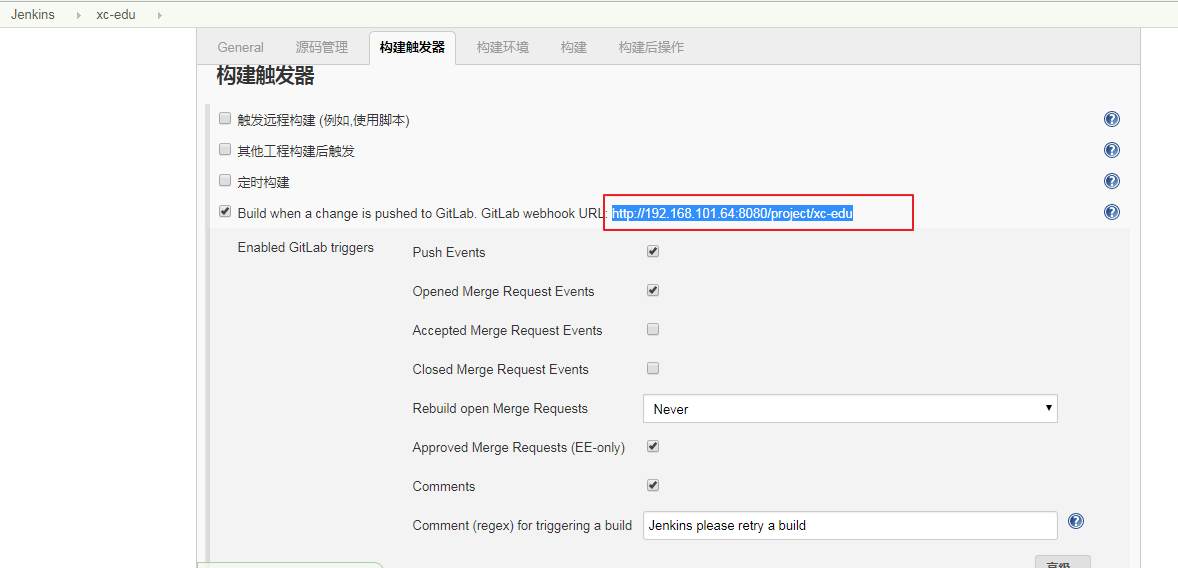 Jenkins xc-edu
General 源码管理 构建触发器 构建环境 构建 构建后操作
构建触发器
触发远程构建 (例如,使用脚本)
其他工程构建后触发
定时构建
Build when a change is pushed to GitLab. GitLab webhook URL: http://192.168.101.64:8080/project/xc-edu
Enabled GitLab triggers
Push Events
Opened Merge Request Events
Accepted Merge Request Events
Closed Merge Request Events
Rebuild open Merge Requests Never
Approved Merge Requests (EE-only)
Comments
Comment (regex) for triggering a build Jenkins please retry a build
高级